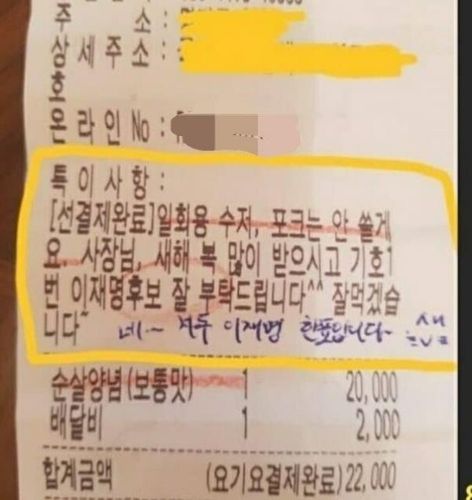 주 소 :
상세주소 :
호
온라인No :
특이사항 :
[선결제완료]일회용 수저, 포크는 안 쓸게
요. 사장님, 새해 복 많이 받으시고 기호1
번 이재명후보 잘 부탁드립니다^^ 잘먹겠습
니다~ 네~ 저두 이재명 한표입니다~
순살양념(보통맛) 1 20,000
배달비 1 2,000
합계금액 (요기요결제완료)22,000